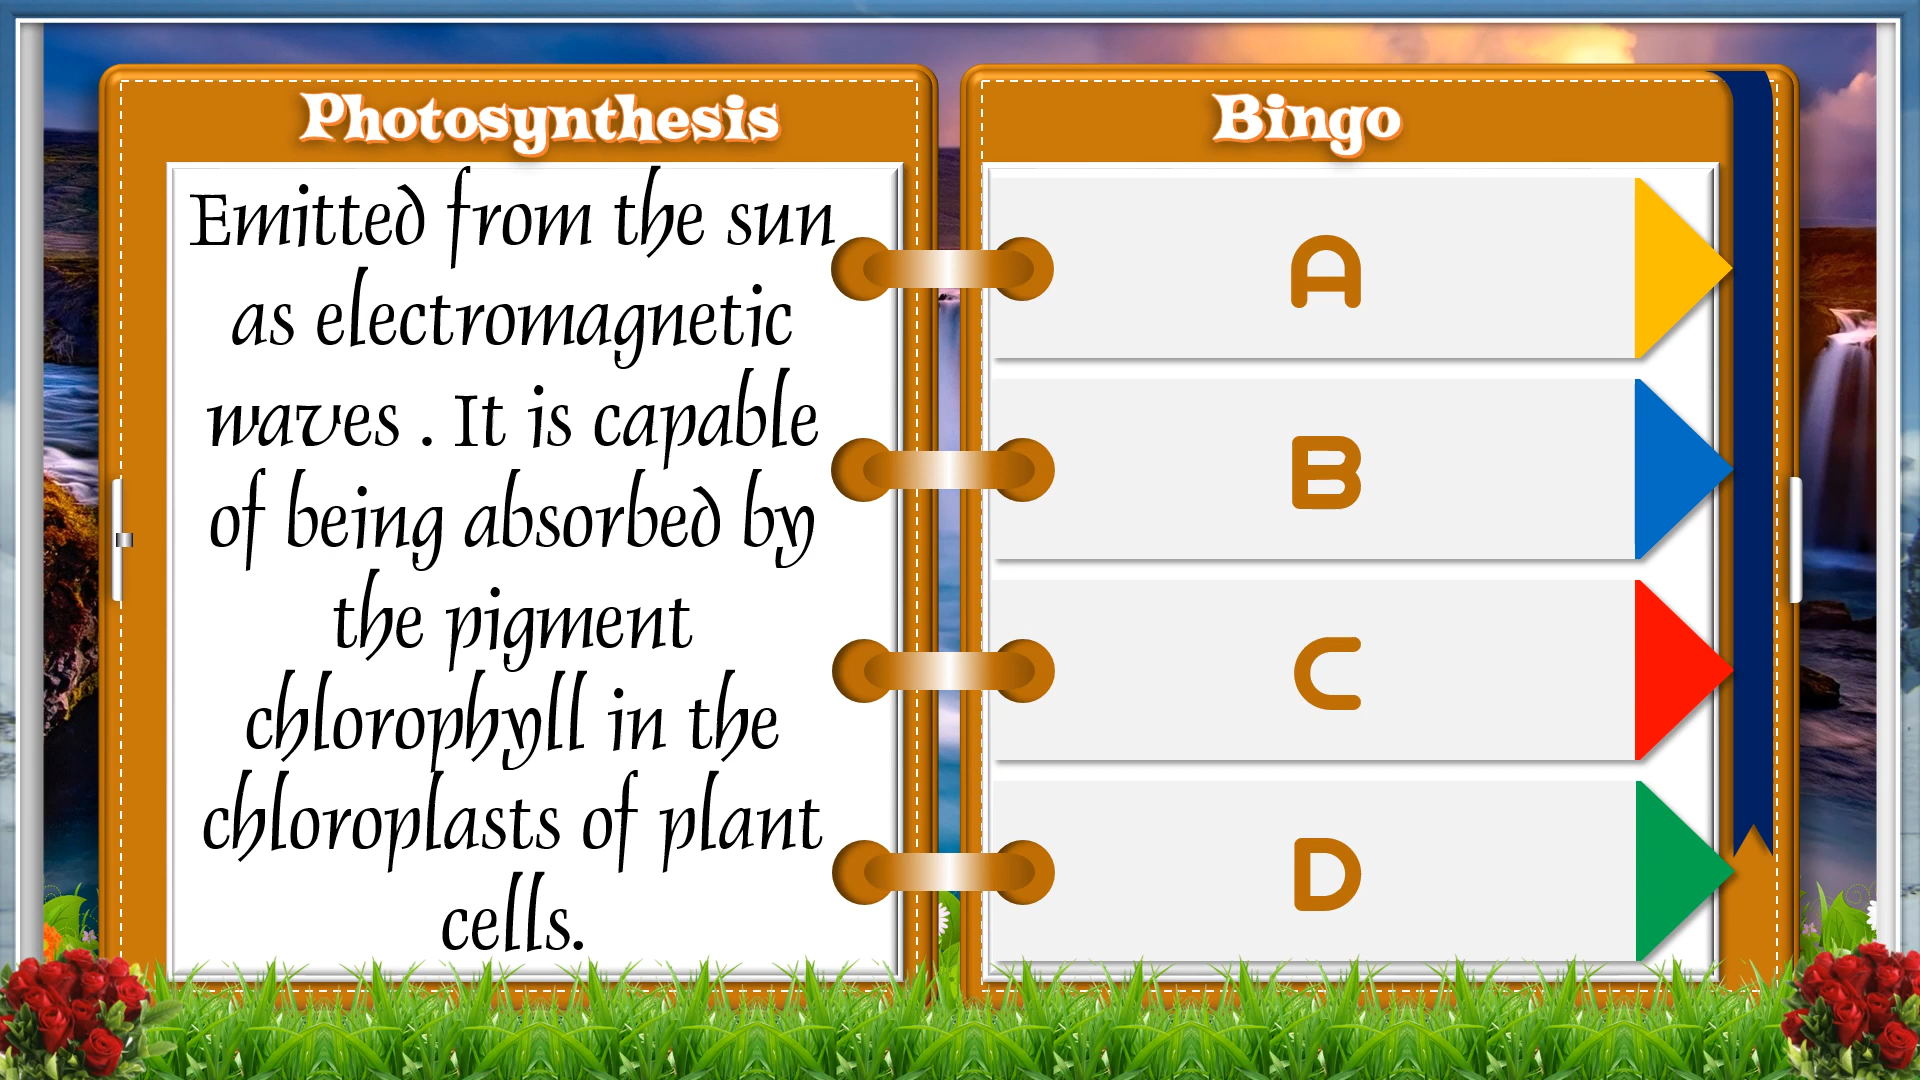 Photosynthesis
Emitted from the sun
as electromagnetic
waves . It is capable
of being absorbed by
the pigment
chlorophyll in the
chloroplasts of plant
cells.
Bingo
A
B
C
D